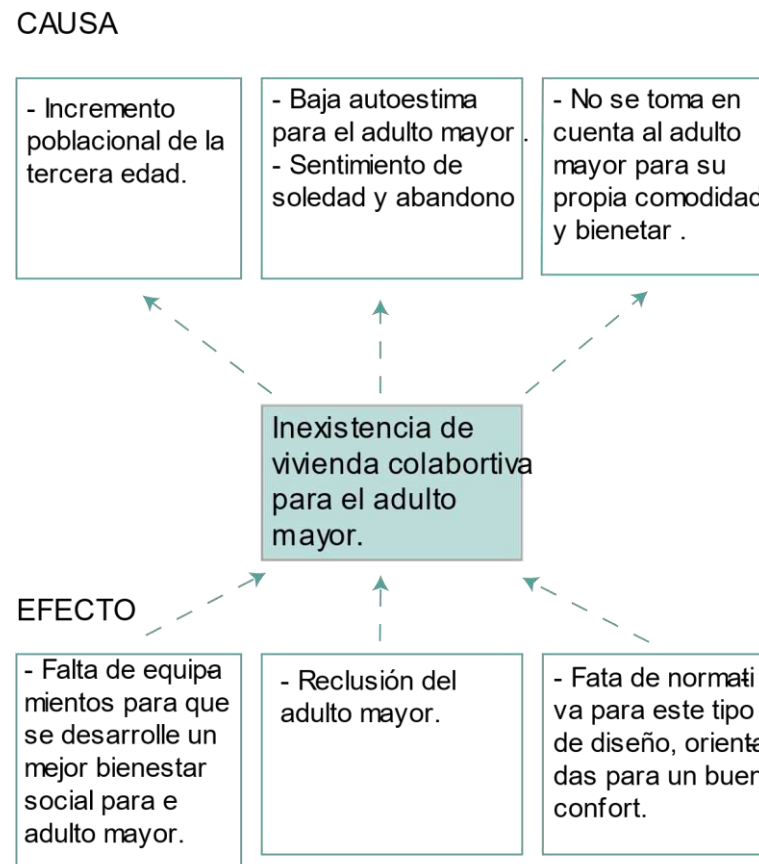 CAUSA
- Incremento
poblacional de la
tercera edad.
- Baja autoestima
para el adulto mayor .
- Sentimiento de
soledad y abandono
- No se toma en
cuenta al adulto
mayor para su
propia comodidad
y bienetar .
Inexistencia de
vivienda colabortiva
para el adulto
mayor.
EFECTO
- Falta de equipa
mientos para que
se desarrolle un
mejor bienestar
social para e
adulto mayor.
- Reclusión del
adulto mayor.
- Fata de normati
va para este tipo
de diseño, orienta-
das para un buen
confort.